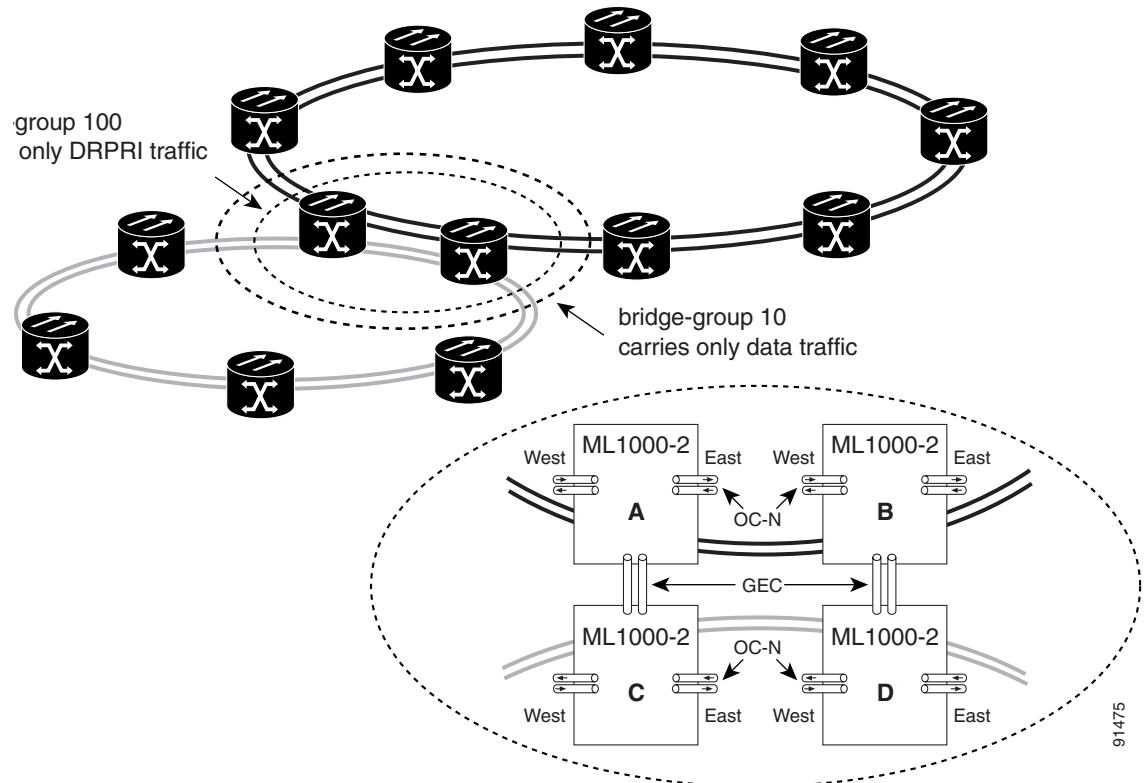 -group 100
only DRPRI traffic
bridge-group 10
carries only data traffic
West
ML1000-2
East
West
ML1000-2
East
A
OC-N
B
GEC
ML1000-2
OC-N
ML1000-2
C
D
West
East
West
East
91475